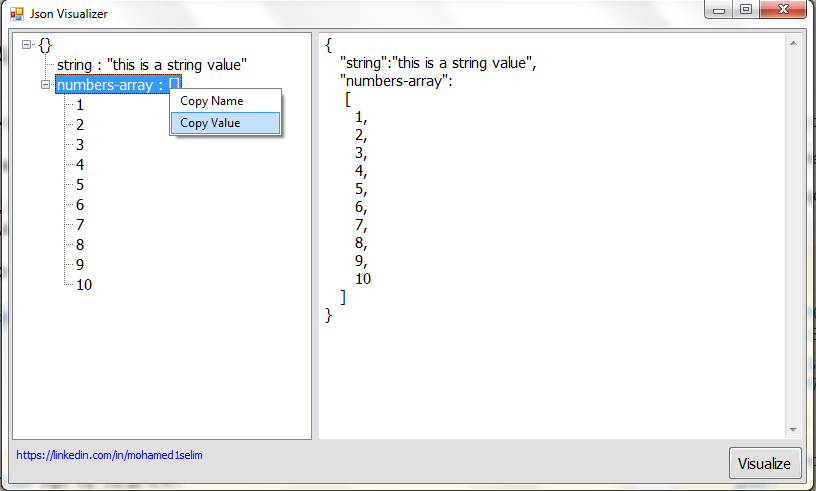 Json Visualizer
{}
string : "this is a string value"
numbers-array : []
1
2
3
4
5
6
7
8
9
10
Copy Name
Copy Value
{
"string":"this is a string value",
"numbers-array":
[
1,
2,
3,
4,
5,
6,
7,
8,
9,
10
]
}
https://linkedin.com/in/mohamed1selim
Visualize